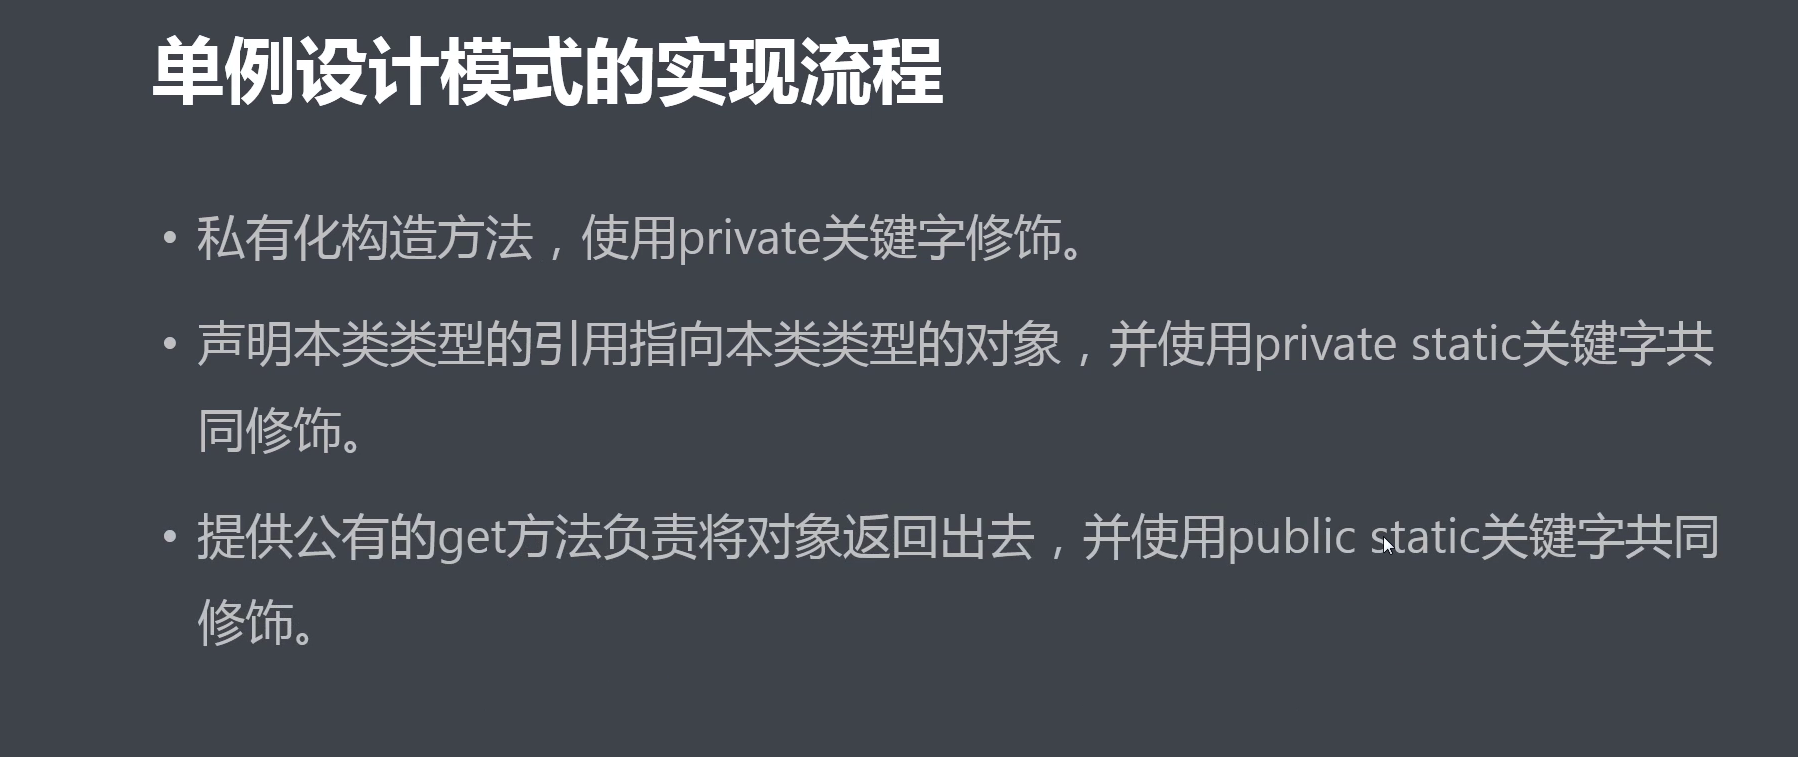 单例设计模式的实现流程
• 私有化构造方法，使用private关键字修饰。
• 声明本类类型的引用指向本类类型的对象，并使用private static关键字共
同修饰。
• 提供公有的get方法负责将对象返回出去，并使用public static关键字共同
修饰。